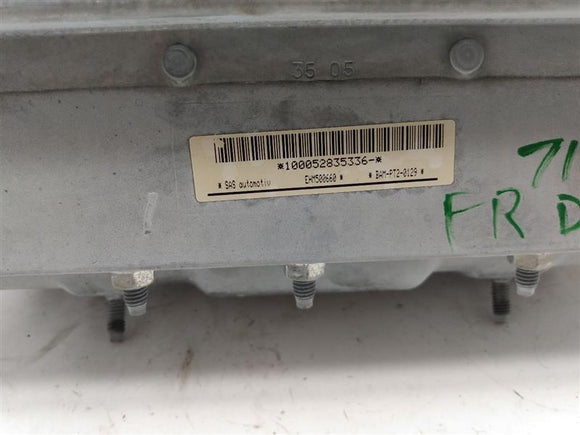 35 05
*100052835336-*
* SAS automotiv EHM500660 * * BAM-PT2-0129 *
71
FR D